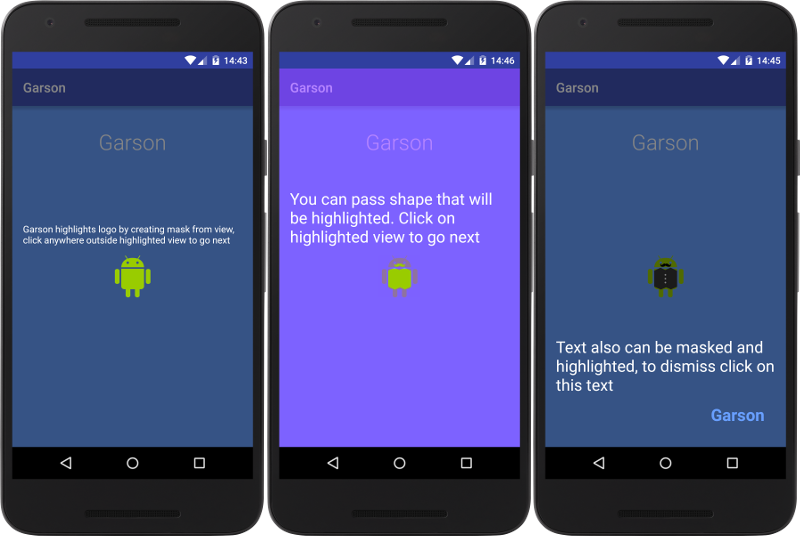 14:43
Garson
Garson
Garson highlights logo by creating mask from view,
click anywhere outside highlighted view to go next
14:46
Garson
Garson
You can pass shape that will
be highlighted. Click on
highlighted view to go next
14:45
Garson
Garson
Text also can be masked and
highlighted, to dismiss click on
this text
Garson